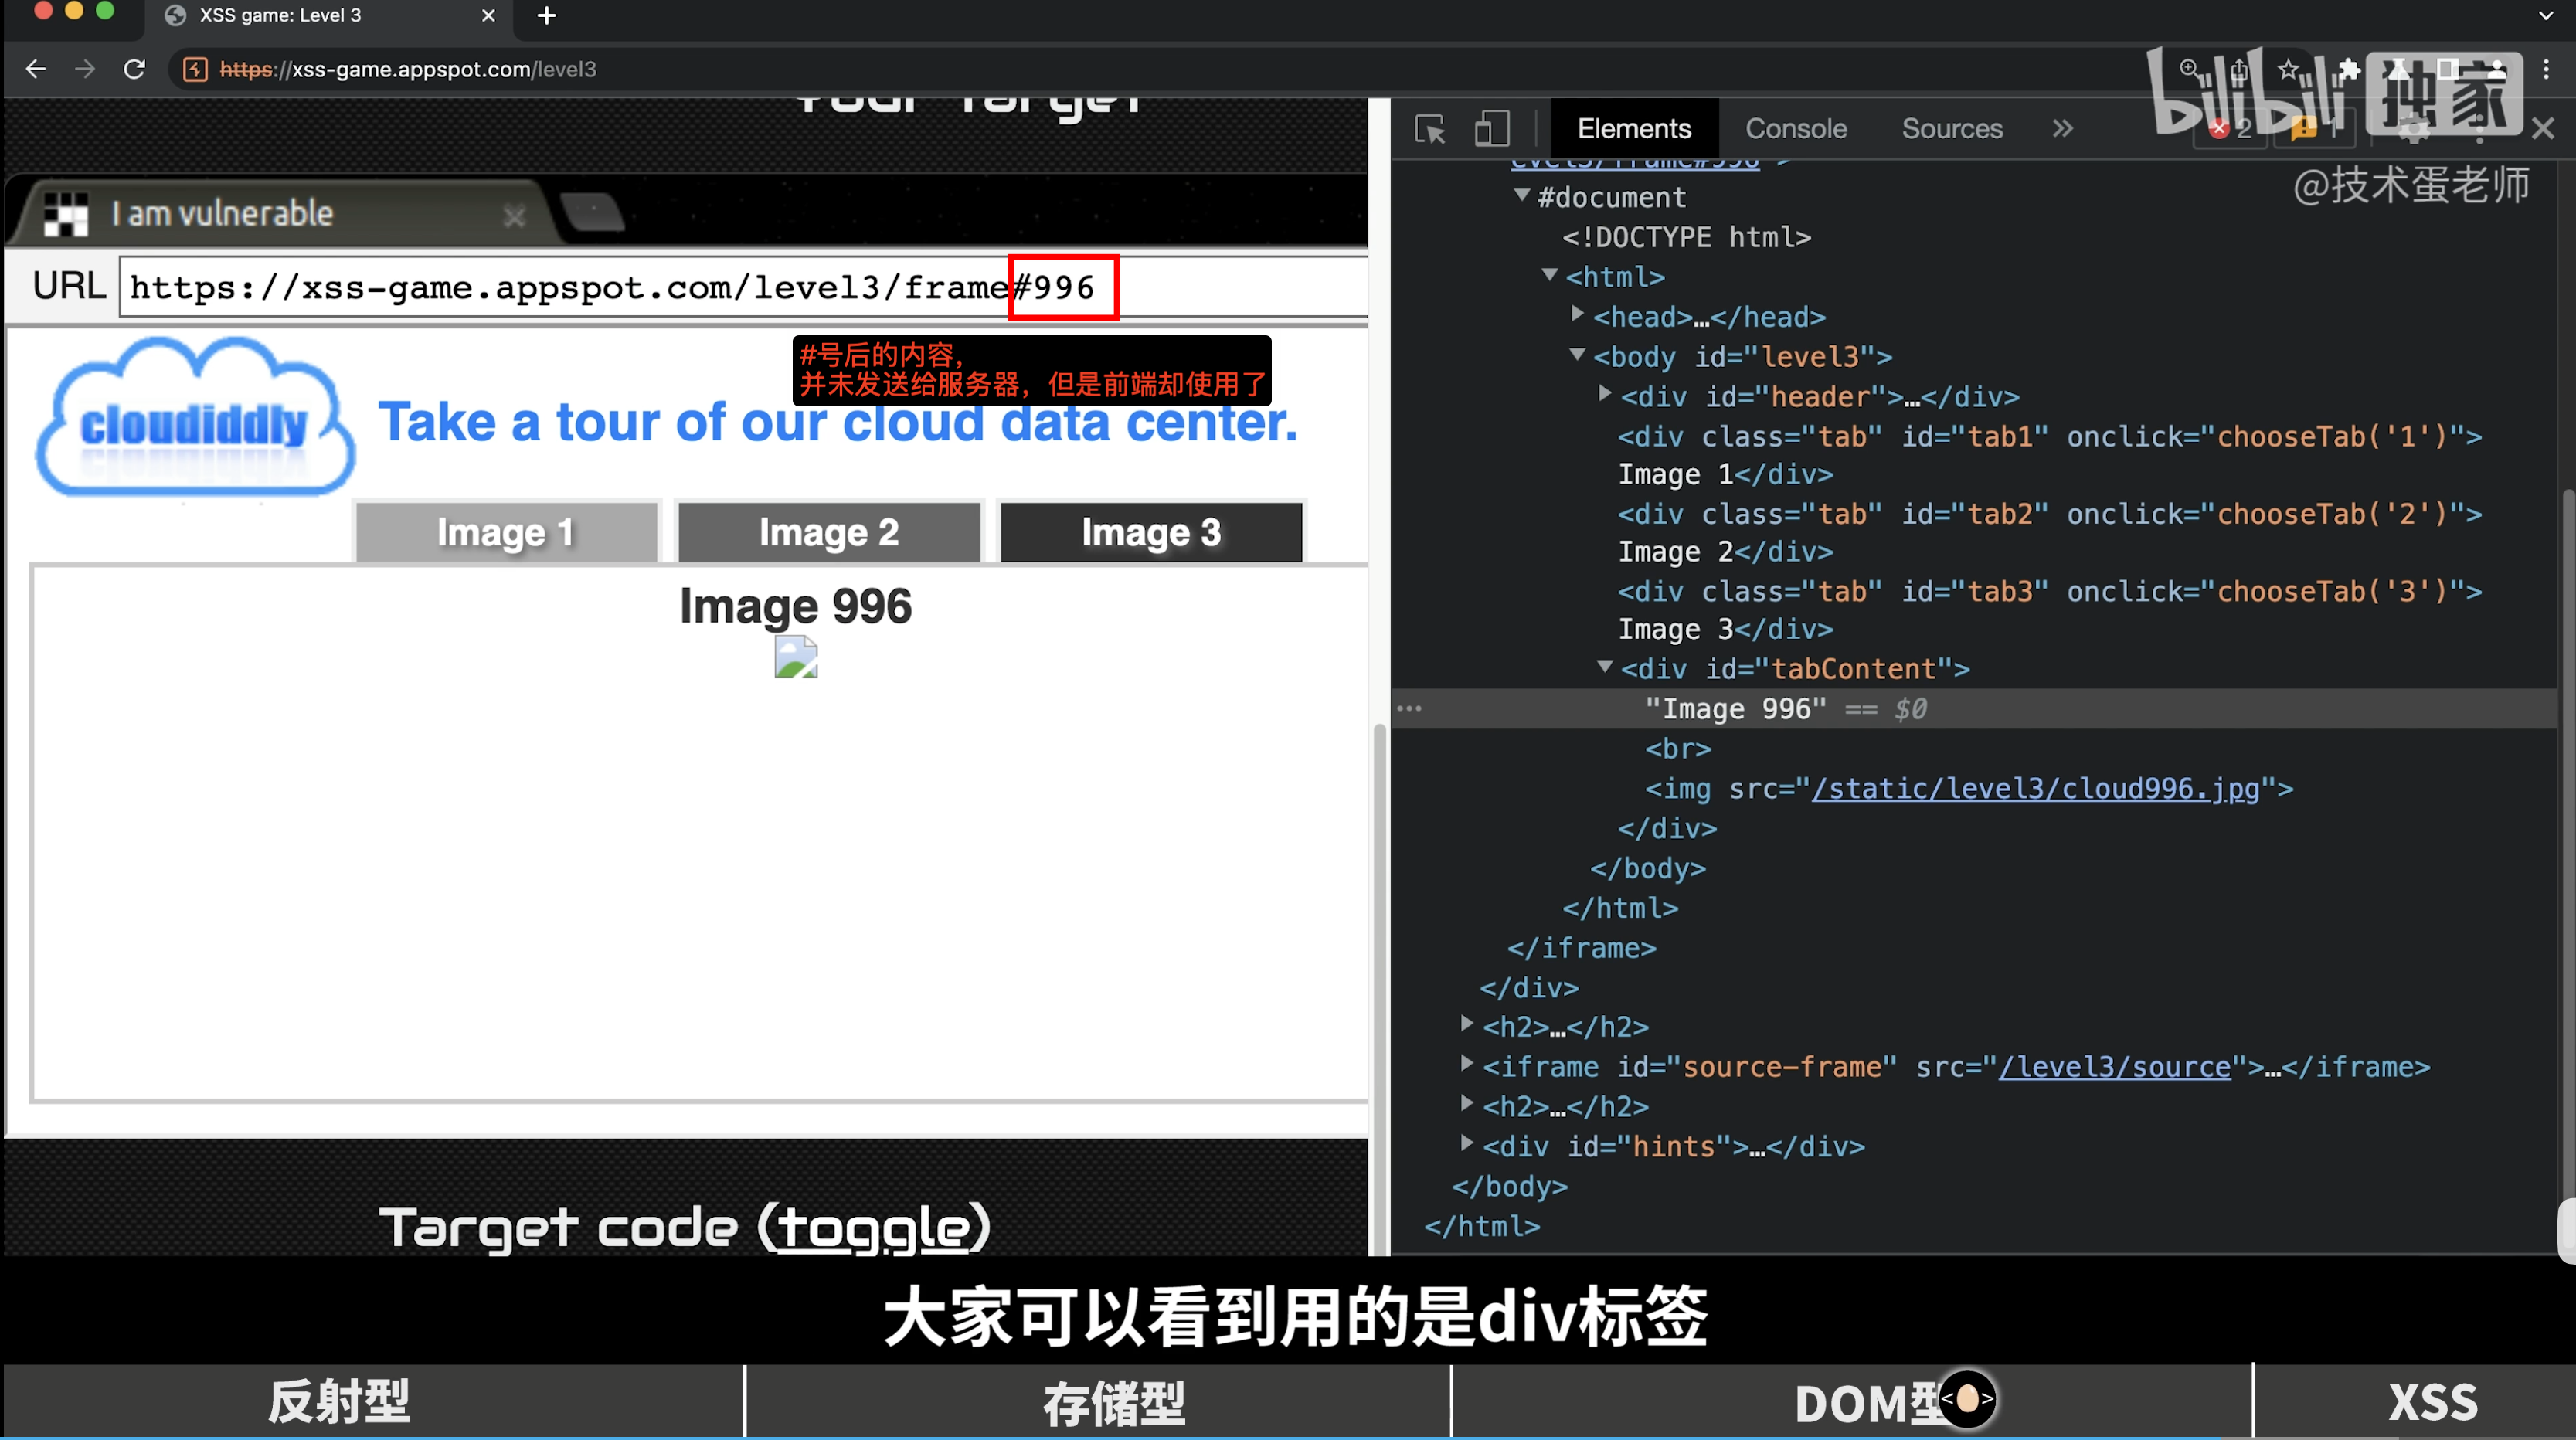 XSS game: Level 3
https://xss-game.appspot.com/level3
Your Target
I am vulnerable
URL https://xss-game.appspot.com/level3/frame#996
#号后的内容,
并未发送给服务器，但是前端却使用了
cloudiddly
Take a tour of our cloud data center.
Image 1 Image 2 Image 3
Image 996
Target code (toggle)
Elements Console Sources
2 1
bilibili 独家
@技术蛋老师
evel3/frame#996">
#document
<!DOCTYPE html>
<html>
<head>…</head>
<body id="level3">
<div id="header">…</div>
<div class="tab" id="tab1" onclick="chooseTab('1')">
Image 1</div>
<div class="tab" id="tab2" onclick="chooseTab('2')">
Image 2</div>
<div class="tab" id="tab3" onclick="chooseTab('3')">
Image 3</div>
<div id="tabContent">
"Image 996" == $0
<br>
<img src="/static/level3/cloud996.jpg">
</div>
</body>
</html>
</iframe>
</div>
<h2>…</h2>
<iframe id="source-frame" src="/level3/source">…</iframe>
<h2>…</h2>
<div id="hints">…</div>
</body>
</html>
大家可以看到用的是div标签
反射型 存储型 DOM型 XSS